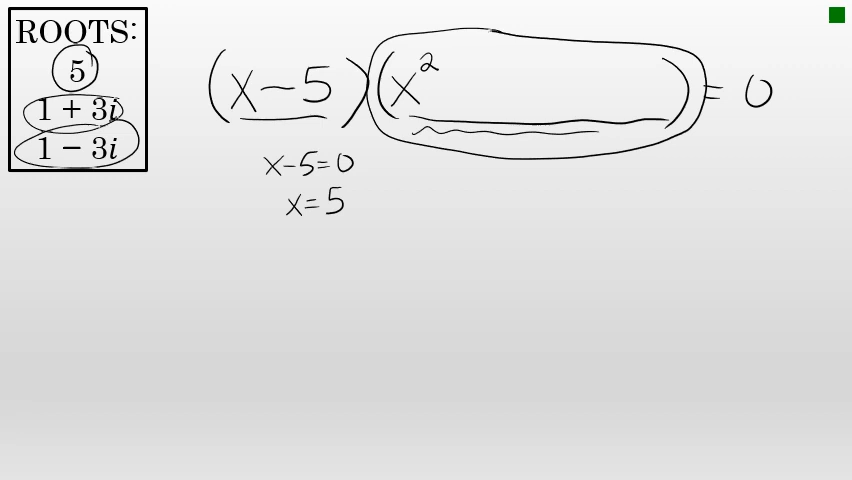 ROOTS:
5
1 + 3i
1 − 3i
(x − 5)(x² ) = 0
x − 5 = 0
x = 5